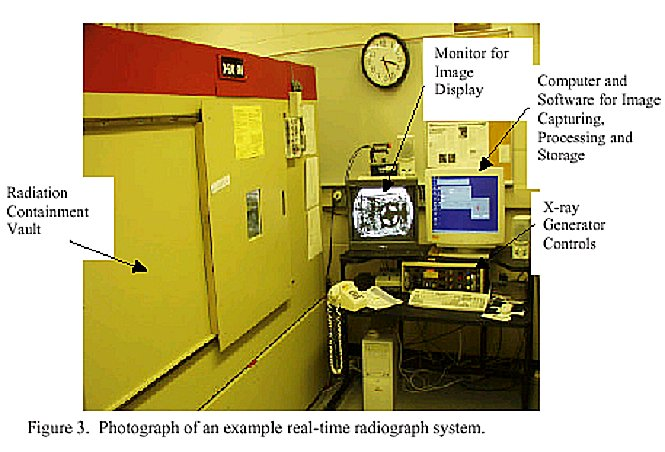 Monitor for
Image
Display
Computer and
Software for Image
Capturing,
Processing and
Storage
Radiation
Containment
Vault
X-ray
Generator
Controls
Figure 3. Photograph of an example real-time radiograph system.